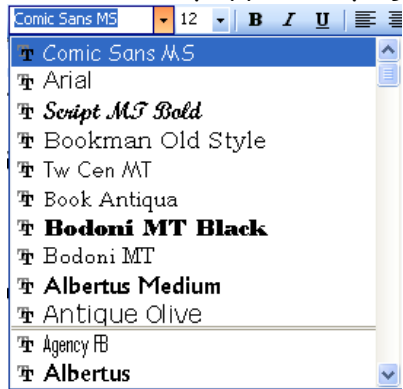 Comic Sans MS 12 B I U
Comic Sans MS
Arial
Script MT Bold
Bookman Old Style
Tw Cen MT
Book Antiqua
Bodoni MT Black
Bodoni MT
Albertus Medium
Antique Olive
Agency FB
Albertus